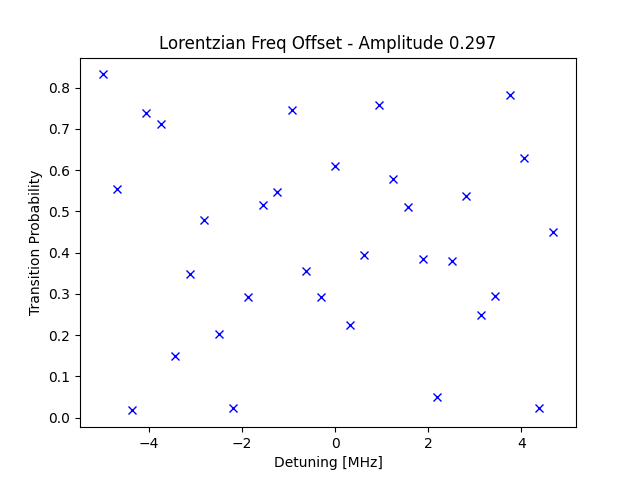 Lorentzian Freq Offset - Amplitude 0.297
0.8
0.7
0.6
0.5
0.4
0.3
0.2
0.1
0.0
Transition Probability
−4 −2 0 2 4
Detuning [MHz]